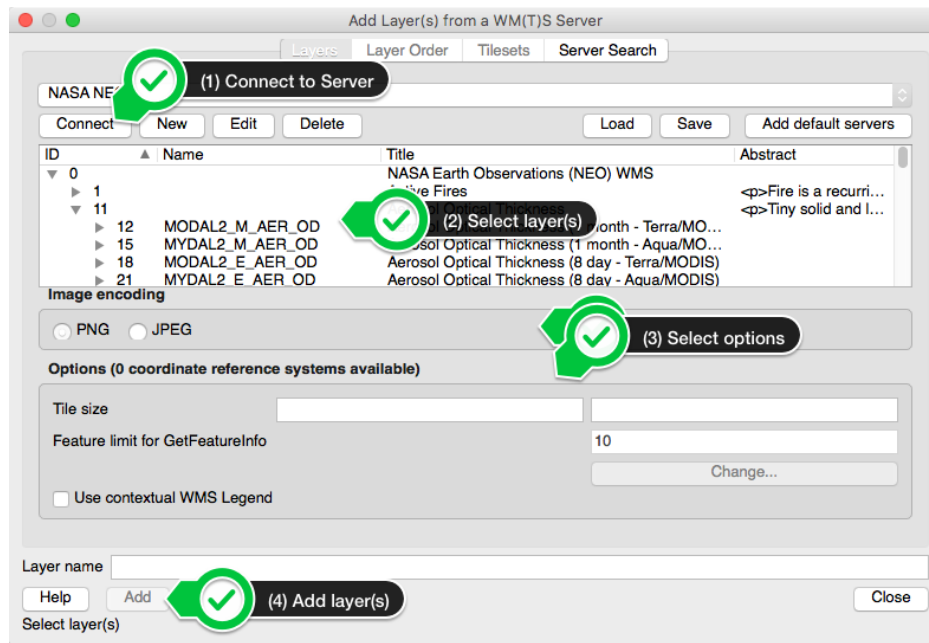 Add Layer(s) from a WM(T)S Server
Layers Layer Order Tilesets Server Search
(1) Connect to Server
NASA
Connect New Edit Delete Load Save Add default servers
ID Name Title Abstract
0 NASA Earth Observations (NEO) WMS
1 Fires <p>Fire is a recurri...
11 Optical Thickness <p>Tiny solid and l...
(2) Select layer(s)
12 MODAL2_M_AER_OD month - Terra/MO...
15 MYDAL2_M_AER_OD Aerosol Optical Thickness (1 month - Aqua/MO...
18 MODAL2_E_AER_OD Aerosol Optical Thickness (8 day - Terra/MODIS)
21 MYDAL2_E_AER_OD Aerosol Optical Thickness (8 day - Aqua/MODIS)
Image encoding
PNG JPEG
(3) Select options
Options (0 coordinate reference systems available)
Tile size
Feature limit for GetFeatureInfo 10
Change...
Use contextual WMS Legend
Layer name
Help Add (4) Add layer(s) Close
Select layer(s)